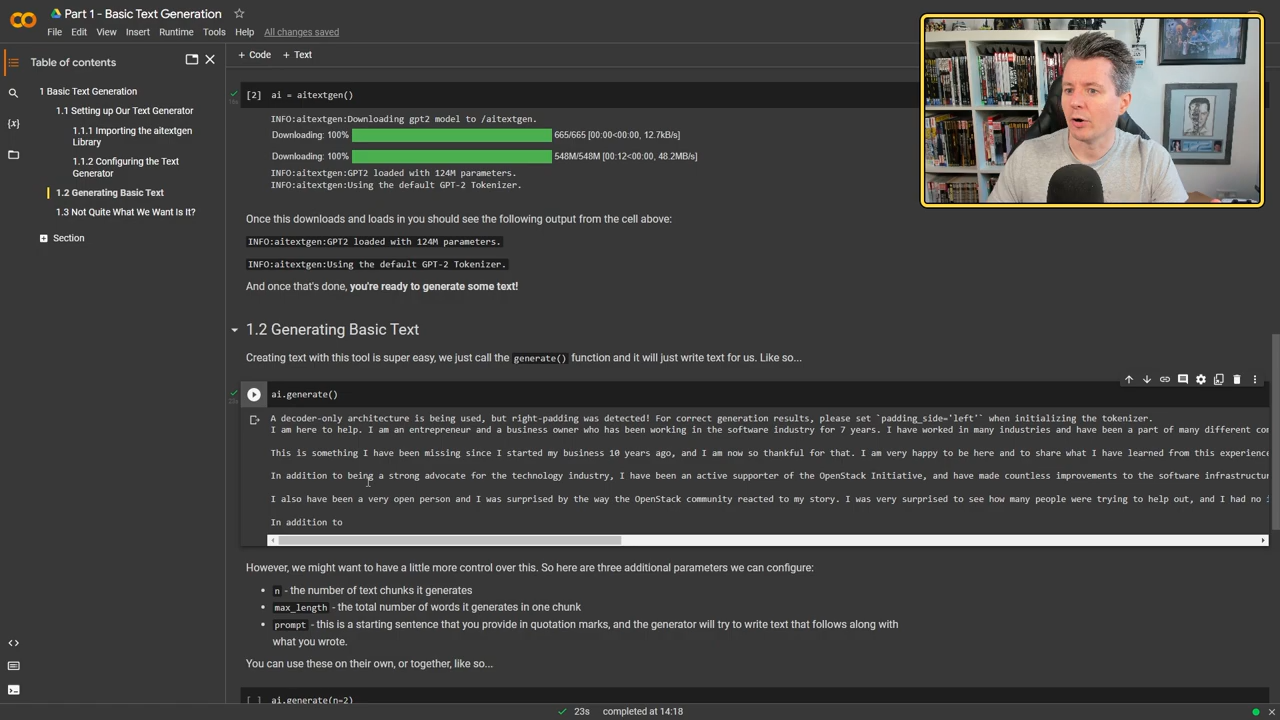 Part 1 - Basic Text Generation
File Edit View Insert Runtime Tools Help All changes saved
Table of contents
1 Basic Text Generation
1.1 Setting up Our Text Generator
1.1.1 Importing the aitextgen
Library
1.1.2 Configuring the Text
Generator
1.2 Generating Basic Text
1.3 Not Quite What We Want Is It?
Section
+ Code + Text
[2] ai = aitextgen()
INFO:aitextgen:Downloading gpt2 model to /aitextgen.
Downloading: 100% 665/665 [00:00<00:00, 12.7kB/s]
Downloading: 100% 548M/548M [00:12<00:00, 48.2MB/s]
INFO:aitextgen:GPT2 loaded with 124M parameters.
INFO:aitextgen:Using the default GPT-2 Tokenizer.
Once this downloads and loads in you should see the following output from the cell above:
INFO:aitextgen:GPT2 loaded with 124M parameters.
INFO:aitextgen:Using the default GPT-2 Tokenizer.
And once that's done, you're ready to generate some text!
1.2 Generating Basic Text
Creating text with this tool is super easy, we just call the generate() function and it will just write text for us. Like so...
ai.generate()
23s
A decoder-only architecture is being used, but right-padding was detected! For correct generation results, please set `padding_side='left'` when initializing the tokenizer.
I am here to help. I am an entrepreneur and a business owner who has been working in the software industry for 7 years. I have worked in many industries and have been a part of many different co
This is something I have been missing since I started my business 10 years ago, and I am now so thankful for that. I am very happy to be here and to share what I have learned from this experience
In addition to being a strong advocate for the technology industry, I have been an active supporter of the OpenStack Initiative, and have made countless improvements to the software infrastructu
I also have been a very open person and I was surprised by the way the OpenStack community reacted to my story. I was very surprised to see how many people were trying to help out, and I had no
In addition to
However, we might want to have a little more control over this. So here are three additional parameters we can configure:
n - the number of text chunks it generates
max_length - the total number of words it generates in one chunk
prompt - this is a starting sentence that you provide in quotation marks, and the generator will try to write text that follows along with
what you wrote.
You can use these on their own, or together, like so...
[ ] ai.generate(n=2)
23s completed at 14:18